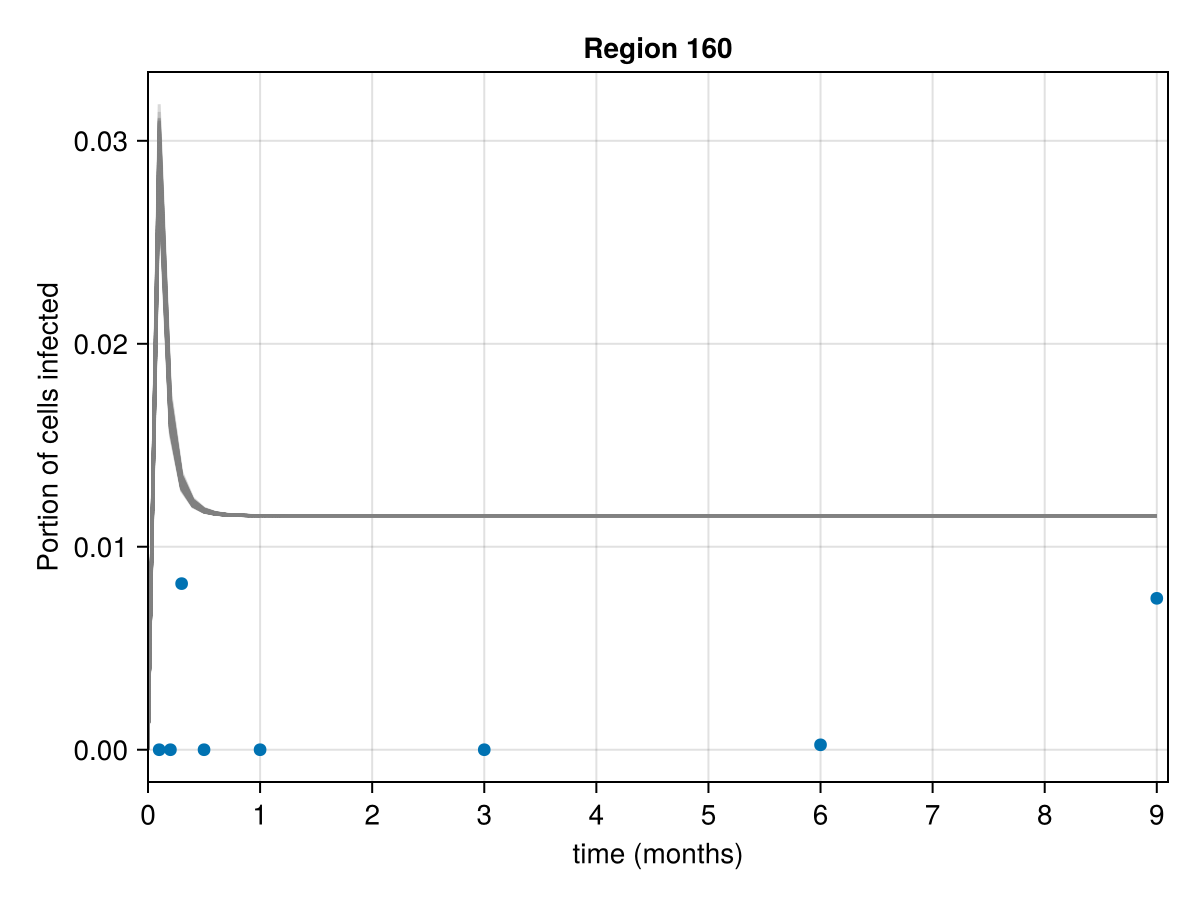 Region 160
Portion of cells infected
0.03
0.02
0.01
0.00
0 1 2 3 4 5 6 7 8 9
time (months)